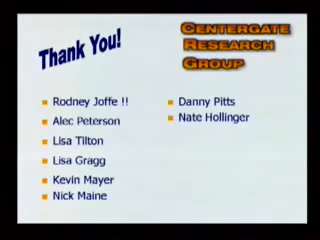 Thank You!
CENTERGATE
RESEARCH
GROUP
Rodney Joffe !!
Alec Peterson
Lisa Tilton
Lisa Gragg
Kevin Mayer
Nick Maine
Danny Pitts
Nate Hollinger